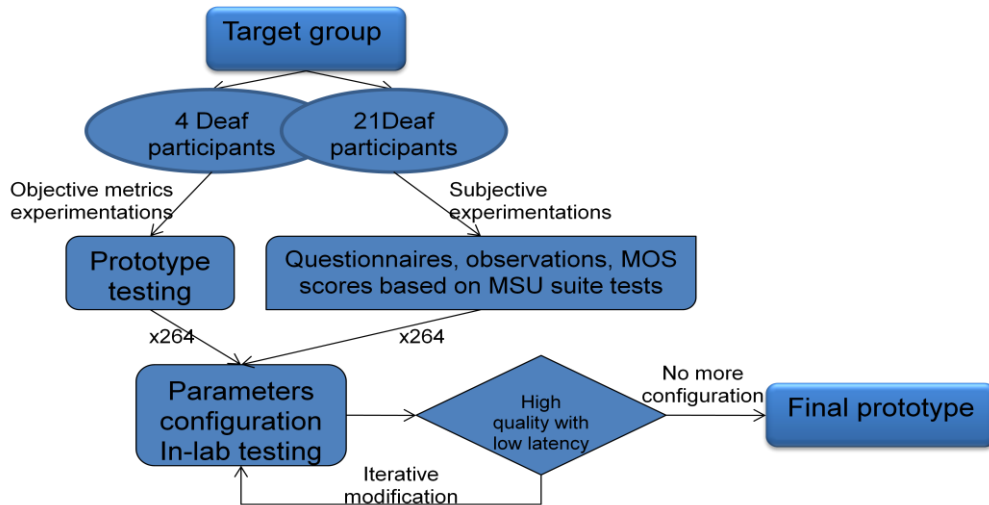 Target group
4 Deaf
participants
21Deaf
participants
Objective metrics
experimentations
Subjective
experimentations
Prototype
testing
Questionnaires, observations, MOS
scores based on MSU suite tests
x264
x264
Parameters
configuration
In-lab testing
High
quality with
low latency
No more
configuration
Final prototype
Iterative
modification